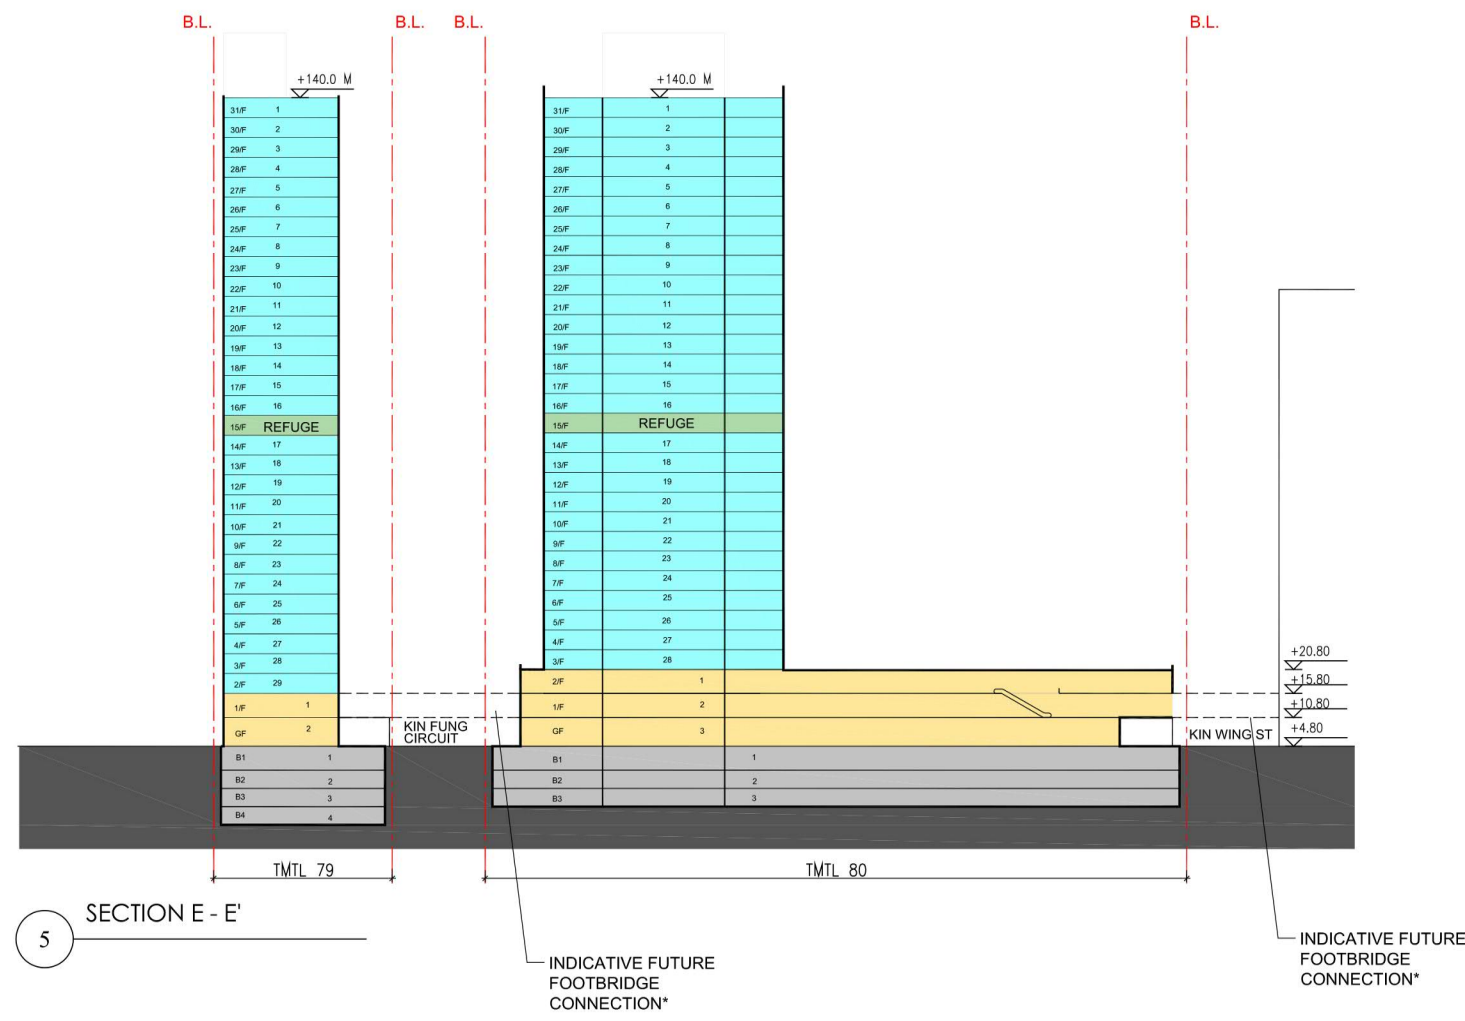 B.L. B.L. B.L. B.L.
+140.0 M +140.0 M
31/F 1 31/F 1
30/F 2 30/F 2
29/F 3 29/F 3
28/F 4 28/F 4
27/F 5 27/F 5
26/F 6 26/F 6
25/F 7 25/F 7
24/F 8 24/F 8
23/F 9 23/F 9
22/F 10 22/F 10
21/F 11 21/F 11
20/F 12 20/F 12
19/F 13 19/F 13
18/F 14 18/F 14
17/F 15 17/F 15
16/F 16 16/F 16
15/F REFUGE 15/F REFUGE
14/F 17 14/F 17
13/F 18 13/F 18
12/F 19 12/F 19
11/F 20 11/F 20
10/F 21 10/F 21
9/F 22 9/F 22
8/F 23 8/F 23
7/F 24 7/F 24
6/F 25 6/F 25
5/F 26 5/F 26
4/F 27 4/F 27
3/F 28 3/F 28
+20.80
2/F 29 2/F 1 +15.80
1/F 1 1/F 2 +10.80
GF 2 KIN FUNG GF 3 KIN WING ST +4.80
CIRCUIT
B1 1 B1 1
B2 2 B2 2
B3 3 B3 3
B4 4
TMTL 79 TMTL 80
SECTION E - E'
5
INDICATIVE FUTURE
FOOTBRIDGE
CONNECTION*
INDICATIVE FUTURE
FOOTBRIDGE
CONNECTION*